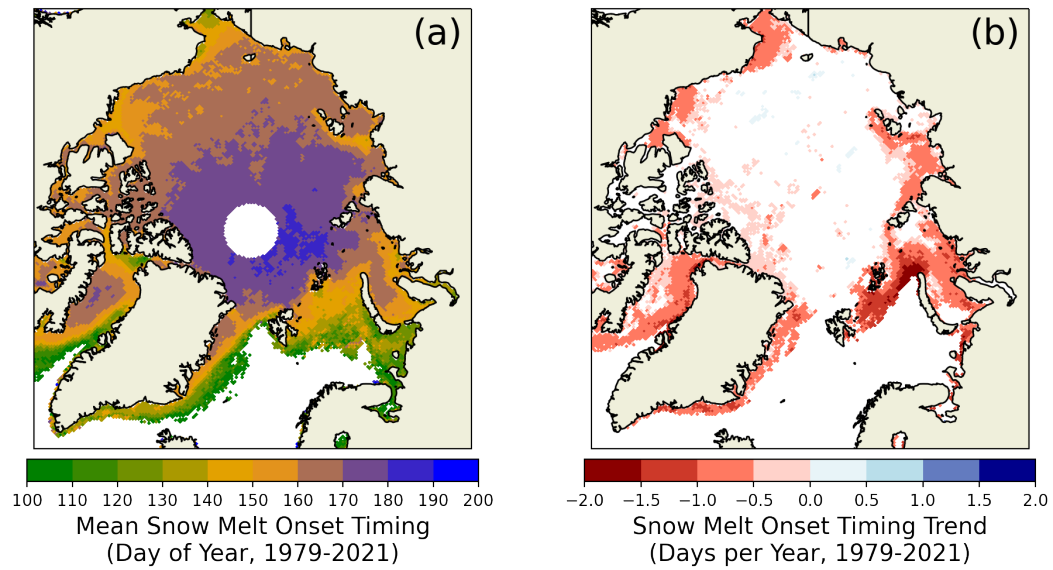 (a)
(b)
100 110 120 130 140 150 160 170 180 190 200
Mean Snow Melt Onset Timing
(Day of Year, 1979-2021)
−2.0 −1.5 −1.0 −0.5 0.0 0.5 1.0 1.5 2.0
Snow Melt Onset Timing Trend
(Days per Year, 1979-2021)